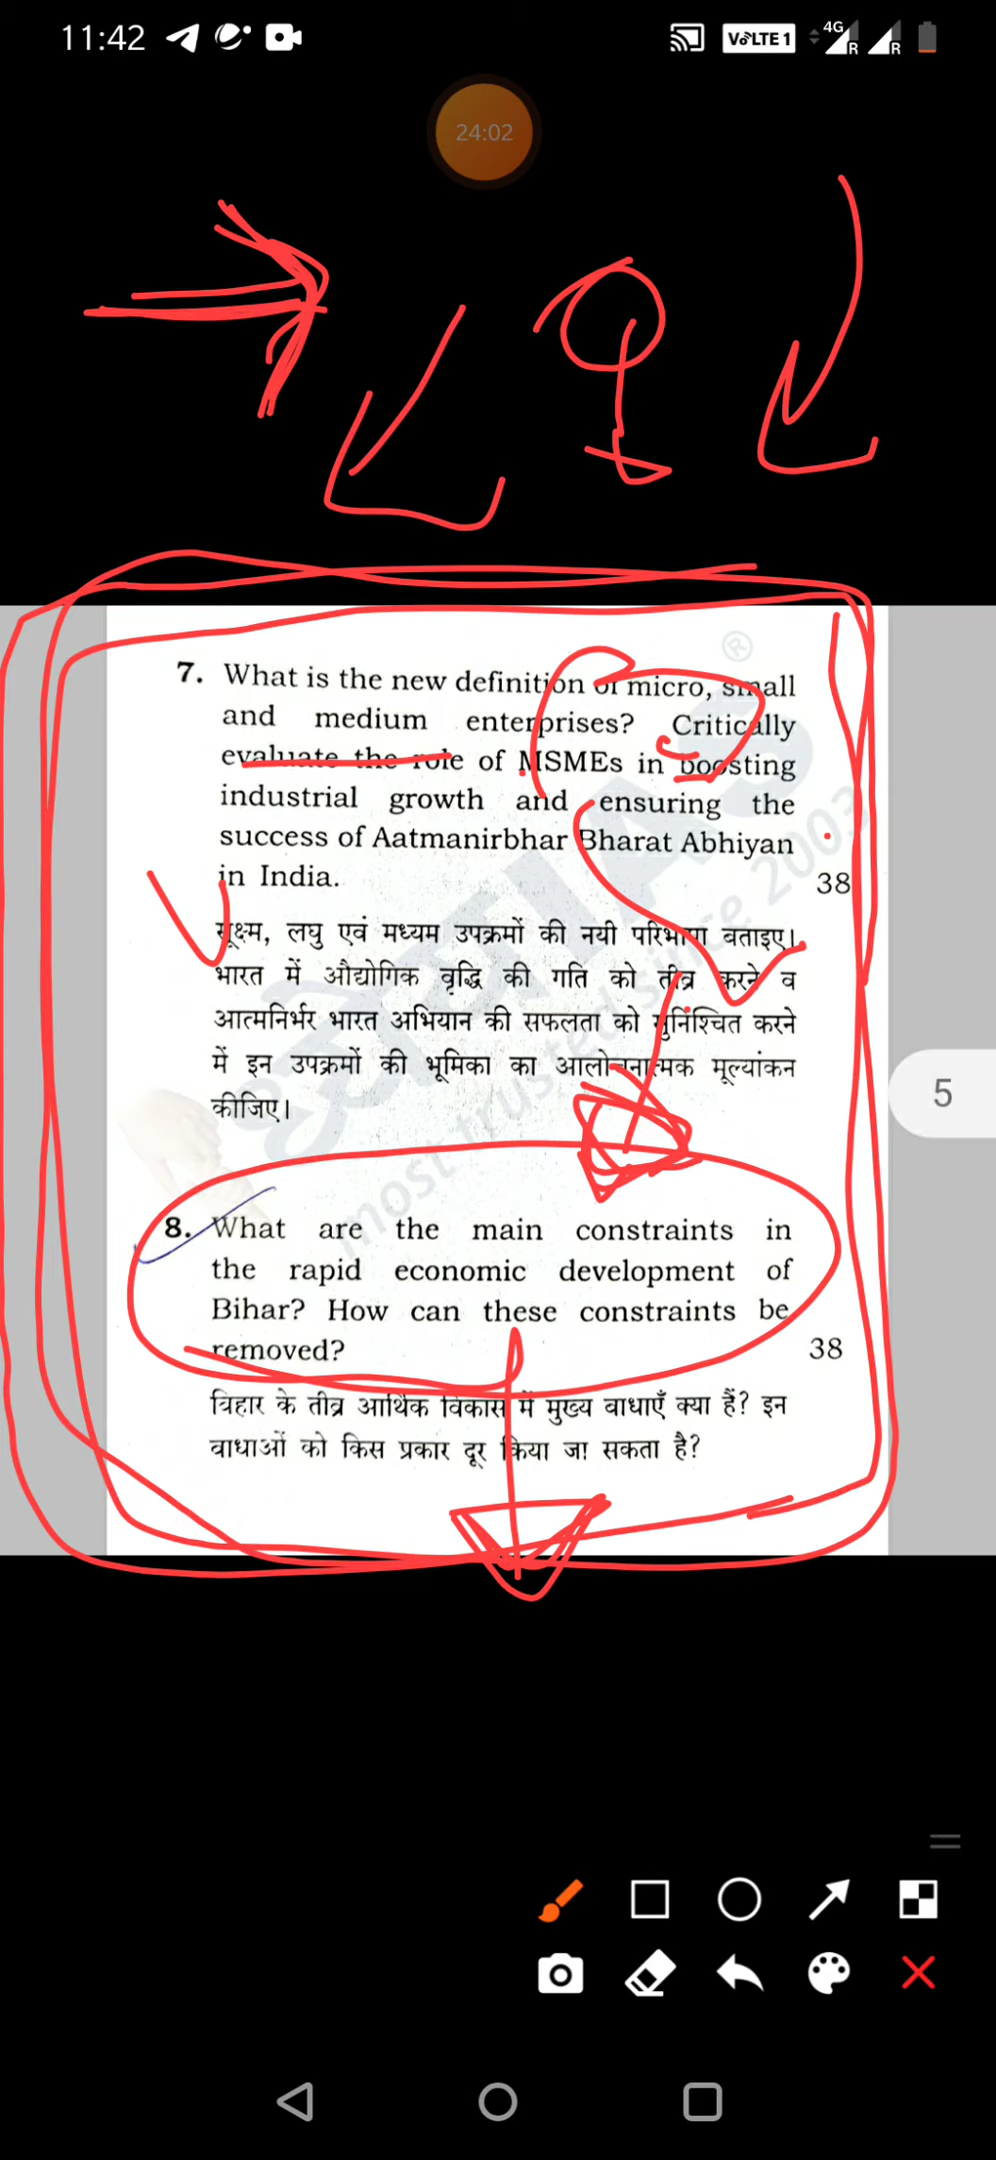 11:42
VoLTE 1
4G
R
R
24:02
®
7. What is the new definition of micro, small
and medium enterprises? Critically
evaluate the role of MSMEs in boosting
industrial growth and ensuring the
success of Aatmanirbhar Bharat Abhiyan
in India. 38
सूक्ष्म, लघु एवं मध्यम उपक्रमों की नयी परिभाषा बताइए।
भारत में औद्योगिक वृद्धि की गति को तीव्र करने व
आत्मनिर्भर भारत अभियान की सफलता को सुनिश्चित करने
में इन उपक्रमों की भूमिका का आलोचनात्मक मूल्यांकन
कीजिए।
5
8. What are the main constraints in
the rapid economic development of
Bihar? How can these constraints be
removed? 38
बिहार के तीव्र आर्थिक विकास में मुख्य बाधाएँ क्या हैं? इन
बाधाओं को किस प्रकार दूर किया जा सकता है?
most trusted since 2003